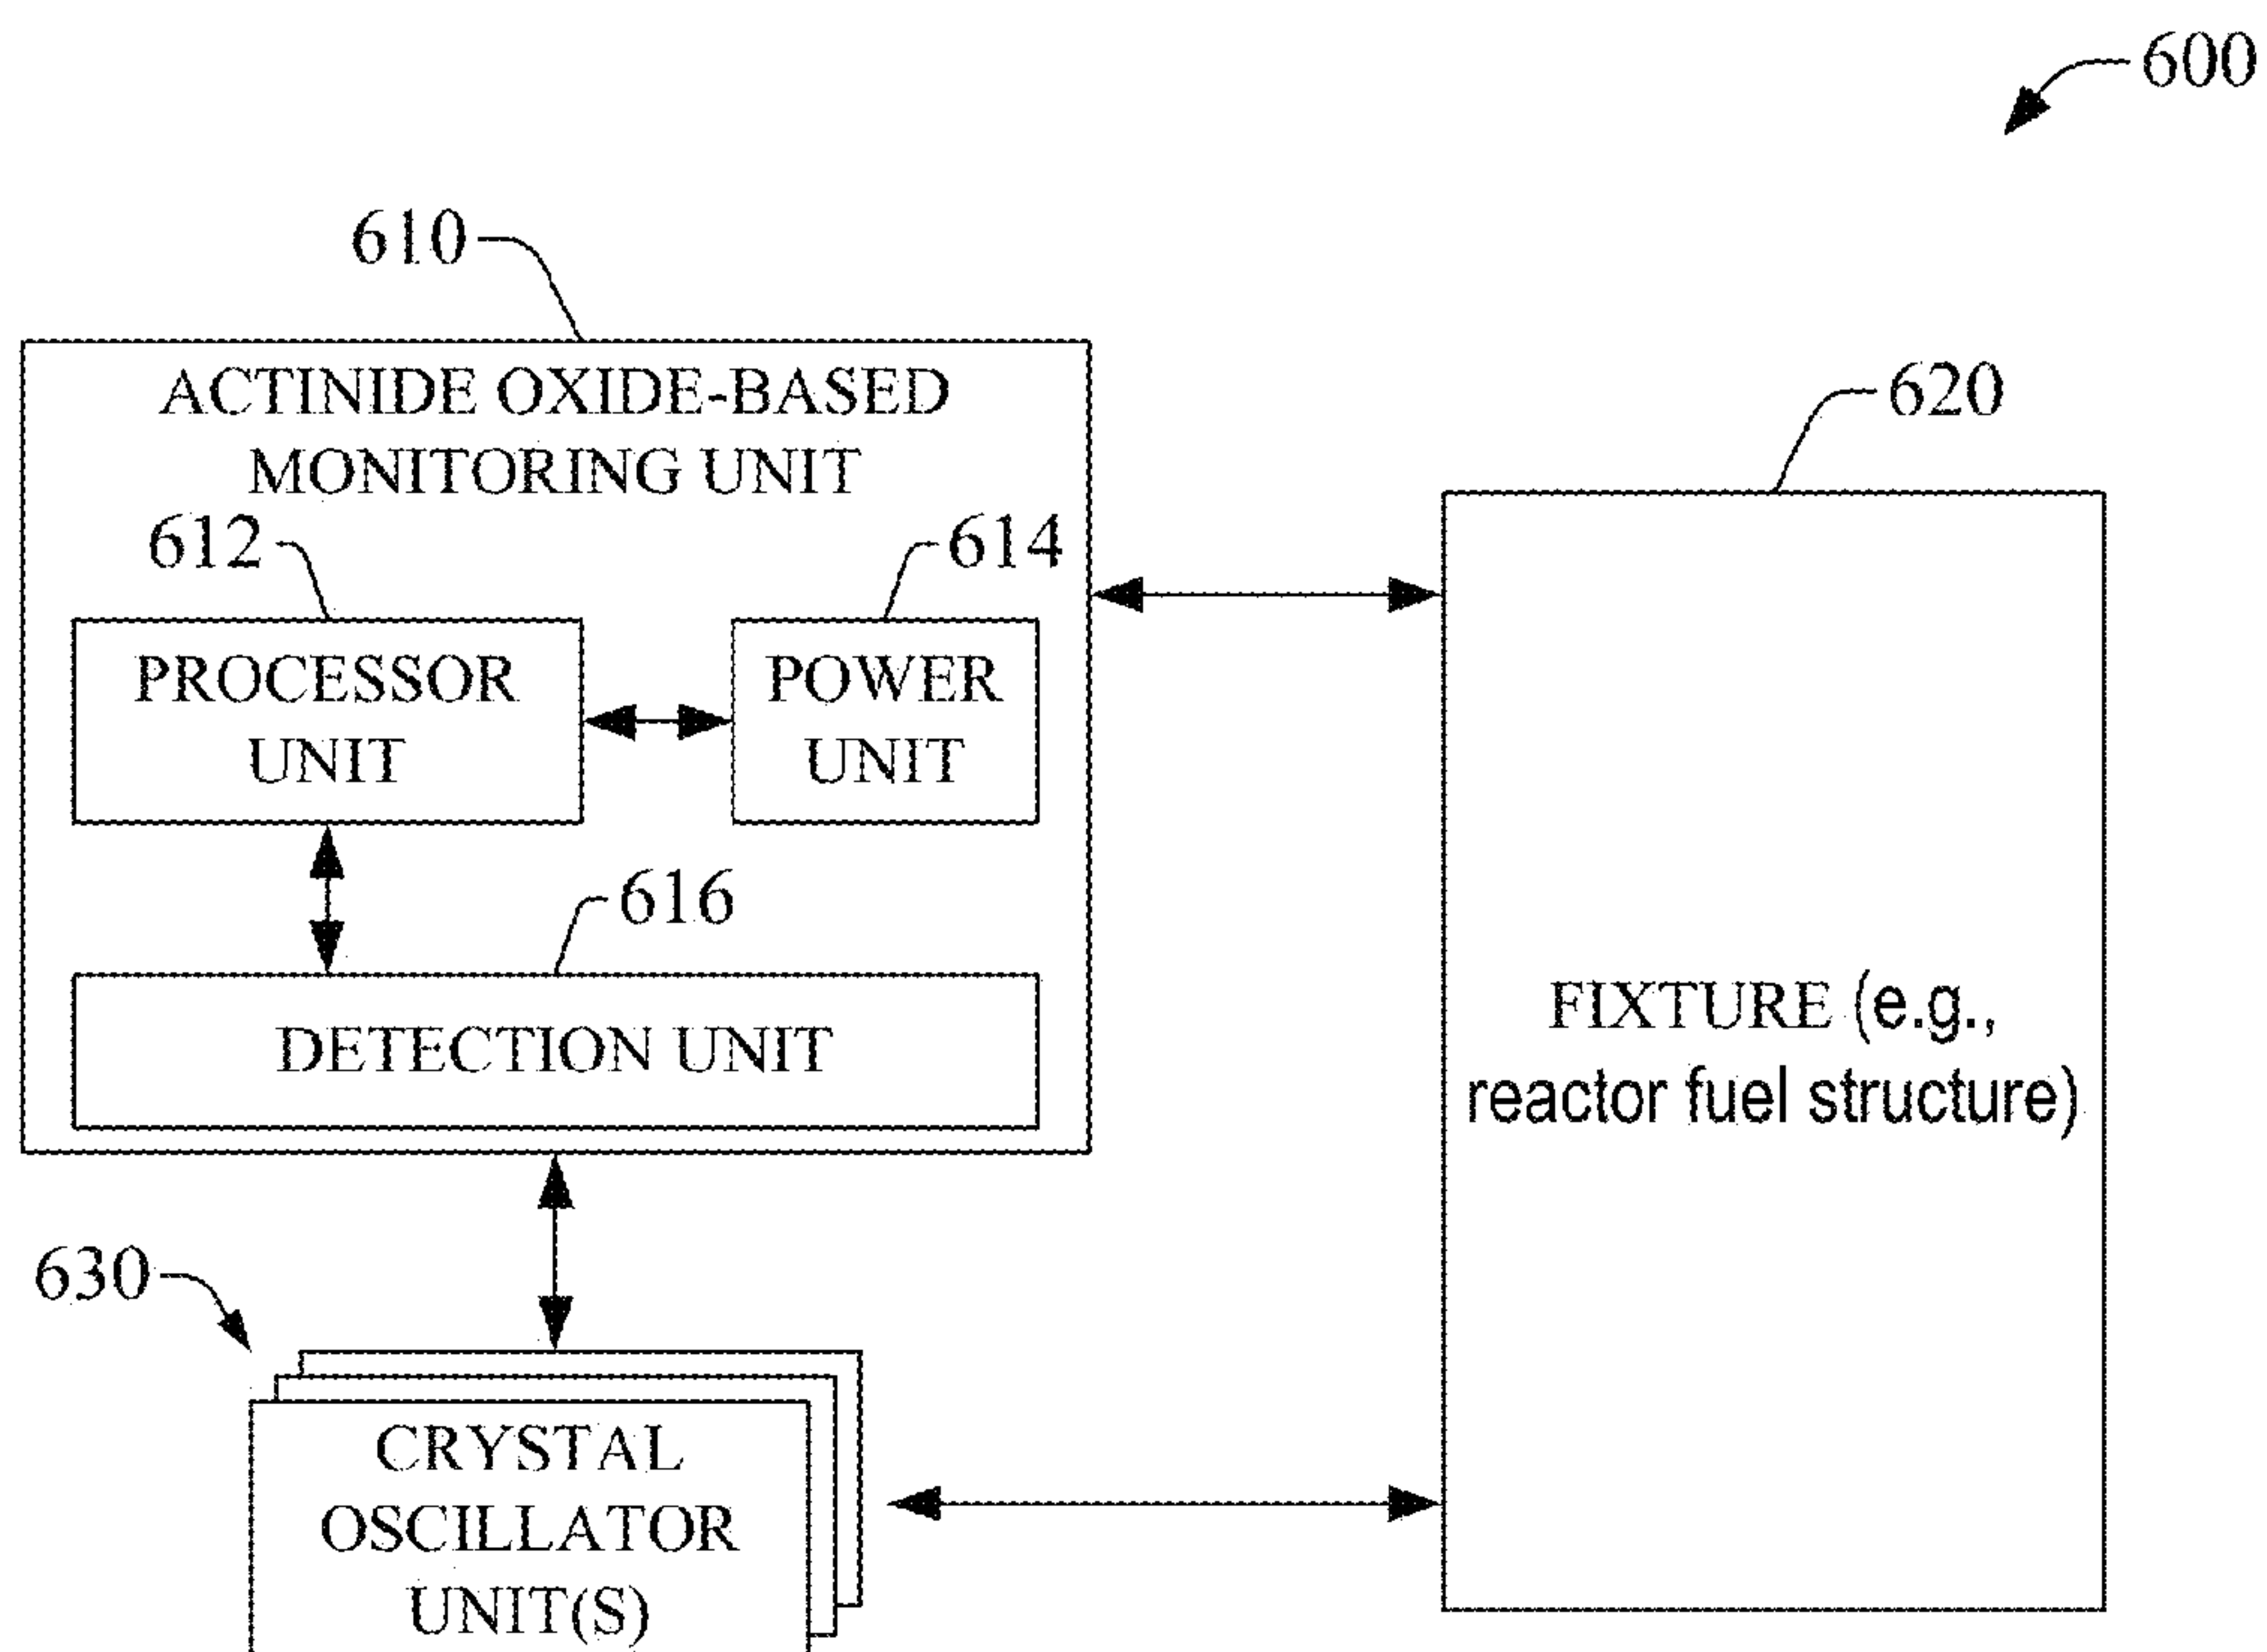 600
610
ACTINIDE OXIDE-BASED
MONITORING UNIT
620
612
614
PROCESSOR
UNIT
POWER
UNIT
616
DETECTION UNIT
FIXTURE (e.g.,
reactor fuel structure)
630
CRYSTAL
OSCILLATOR
UNIT(S)